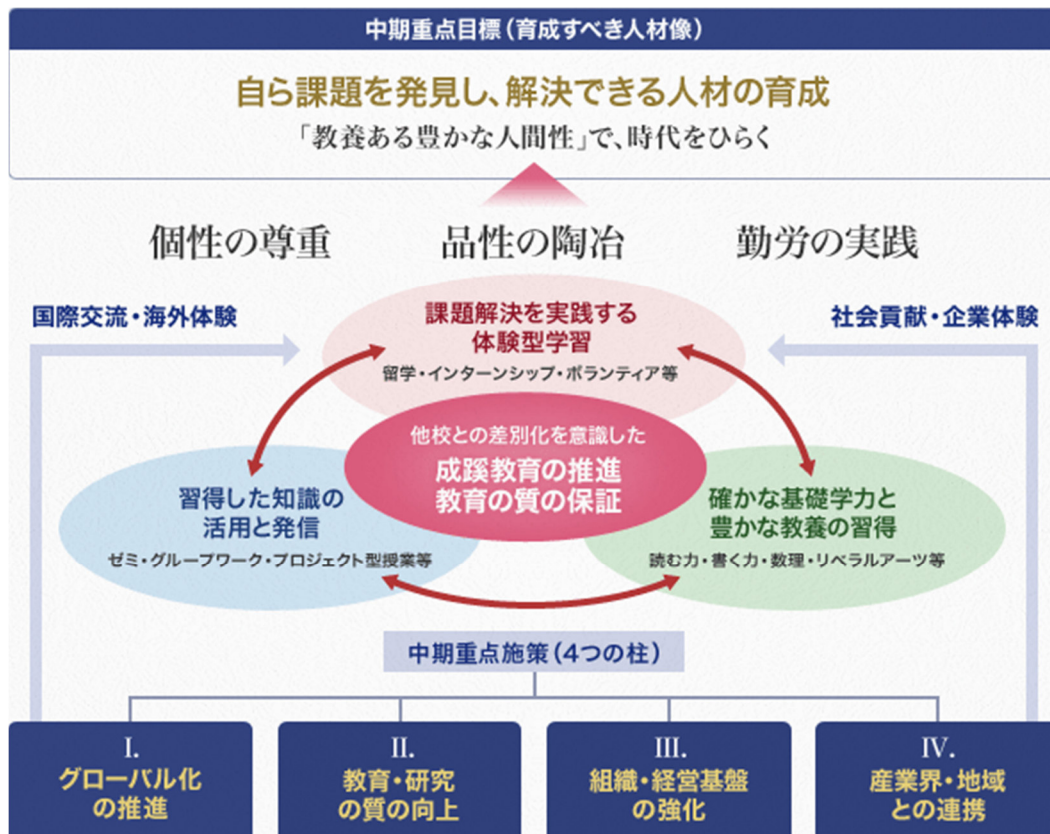 中期重点目標（育成すべき人材像）
自ら課題を発見し、解決できる人材の育成
「教養ある豊かな人間性」で、時代をひらく
個性の尊重
品性の陶冶
勤労の実践
国際交流・海外体験
社会貢献・企業体験
課題解決を実践する
体験型学習
留学・インターンシップ・ボランティア等
他校との差別化を意識した
成蹊教育の推進
教育の質の保証
習得した知識の
活用と発信
ゼミ・グループワーク・プロジェクト型授業等
確かな基礎学力と
豊かな教養の習得
読む力・書く力・数理・リベラルアーツ等
中期重点施策（4つの柱）
I.
グローバル化
の推進
II.
教育・研究
の質の向上
III.
組織・経営基盤
の強化
IV.
産業界・地域
との連携